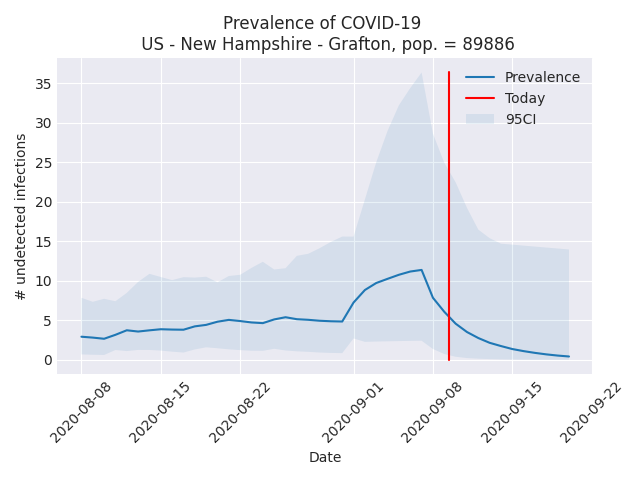 Prevalence of COVID-19
US - New Hampshire - Grafton, pop. = 89886
# undetected infections
35
30
25
20
15
10
5
0
Prevalence
Today
95CI
2020-08-08
2020-08-15
2020-08-22
2020-09-01
2020-09-08
2020-09-15
2020-09-22
Date